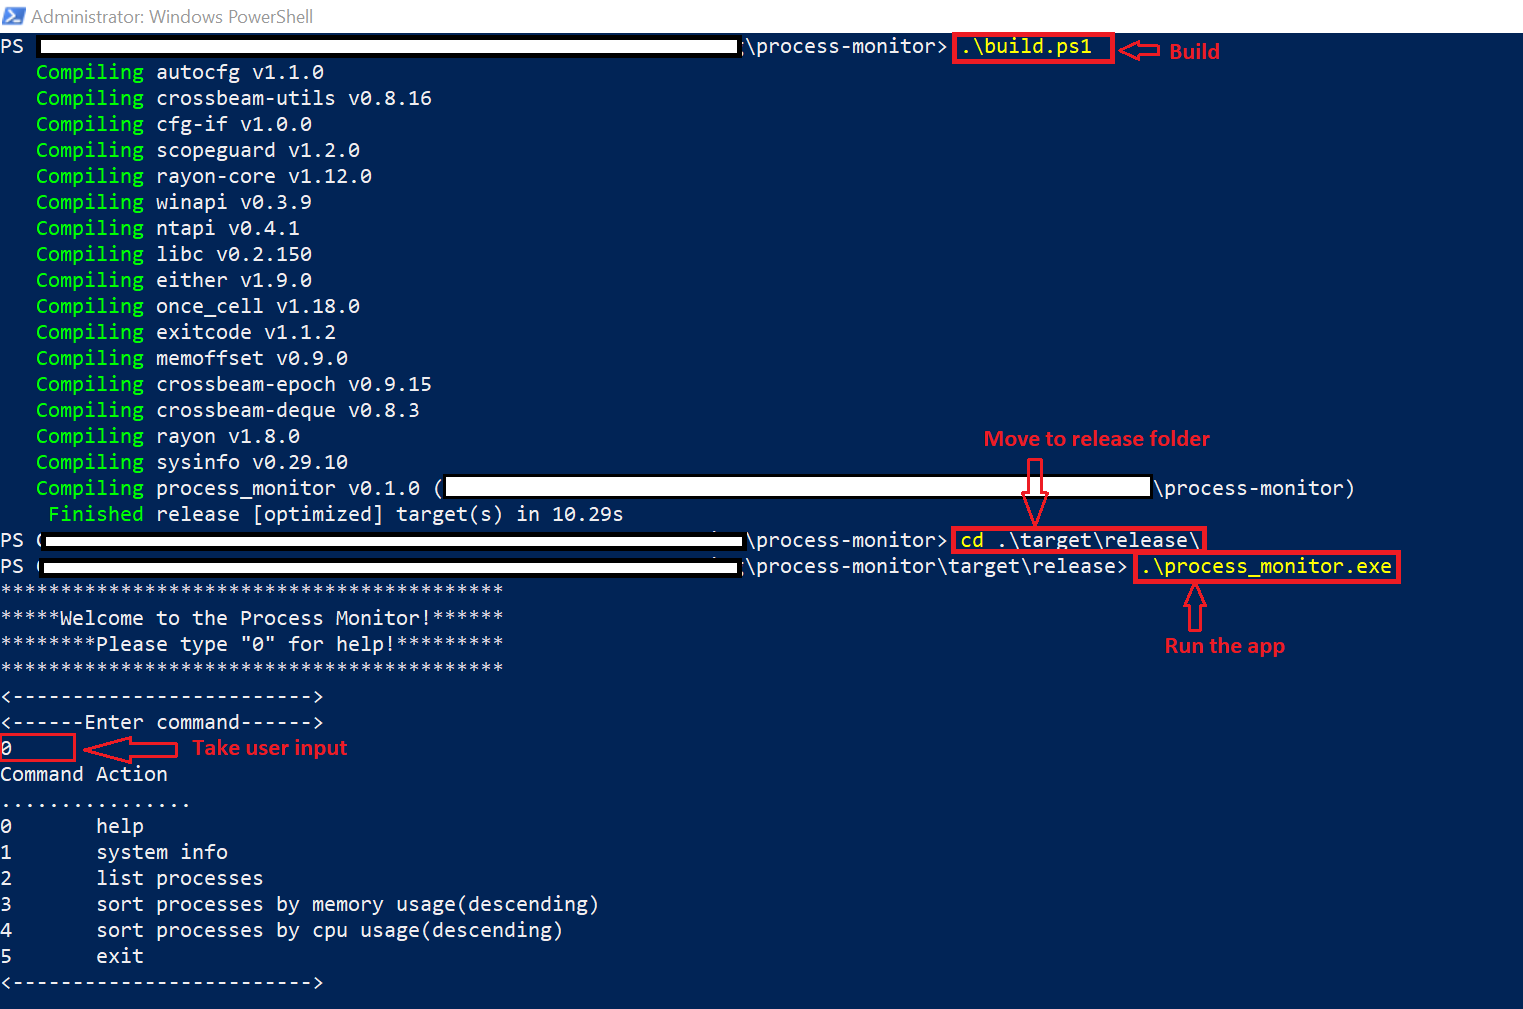 Administrator: Windows PowerShell
PS \process-monitor> .\build.ps1 Build
Compiling autocfg v1.1.0
Compiling crossbeam-utils v0.8.16
Compiling cfg-if v1.0.0
Compiling scopeguard v1.2.0
Compiling rayon-core v1.12.0
Compiling winapi v0.3.9
Compiling ntapi v0.4.1
Compiling libc v0.2.150
Compiling either v1.9.0
Compiling once_cell v1.18.0
Compiling exitcode v1.1.2
Compiling memoffset v0.9.0
Compiling crossbeam-epoch v0.9.15
Compiling crossbeam-deque v0.8.3
Compiling rayon v1.8.0
Move to release folder
Compiling sysinfo v0.29.10
Compiling process_monitor v0.1.0 ( \process-monitor)
Finished release [optimized] target(s) in 10.29s
PS \process-monitor> cd .\target\release\
PS \process-monitor\target\release> .\process_monitor.exe
******************************************
*****Welcome to the Process Monitor!******
********Please type "0" for help!*********
Run the app
******************************************
<------------------------->
<------Enter command------>
0 Take user input
Command Action
................
0 help
1 system info
2 list processes
3 sort processes by memory usage(descending)
4 sort processes by cpu usage(descending)
5 exit
<------------------------->